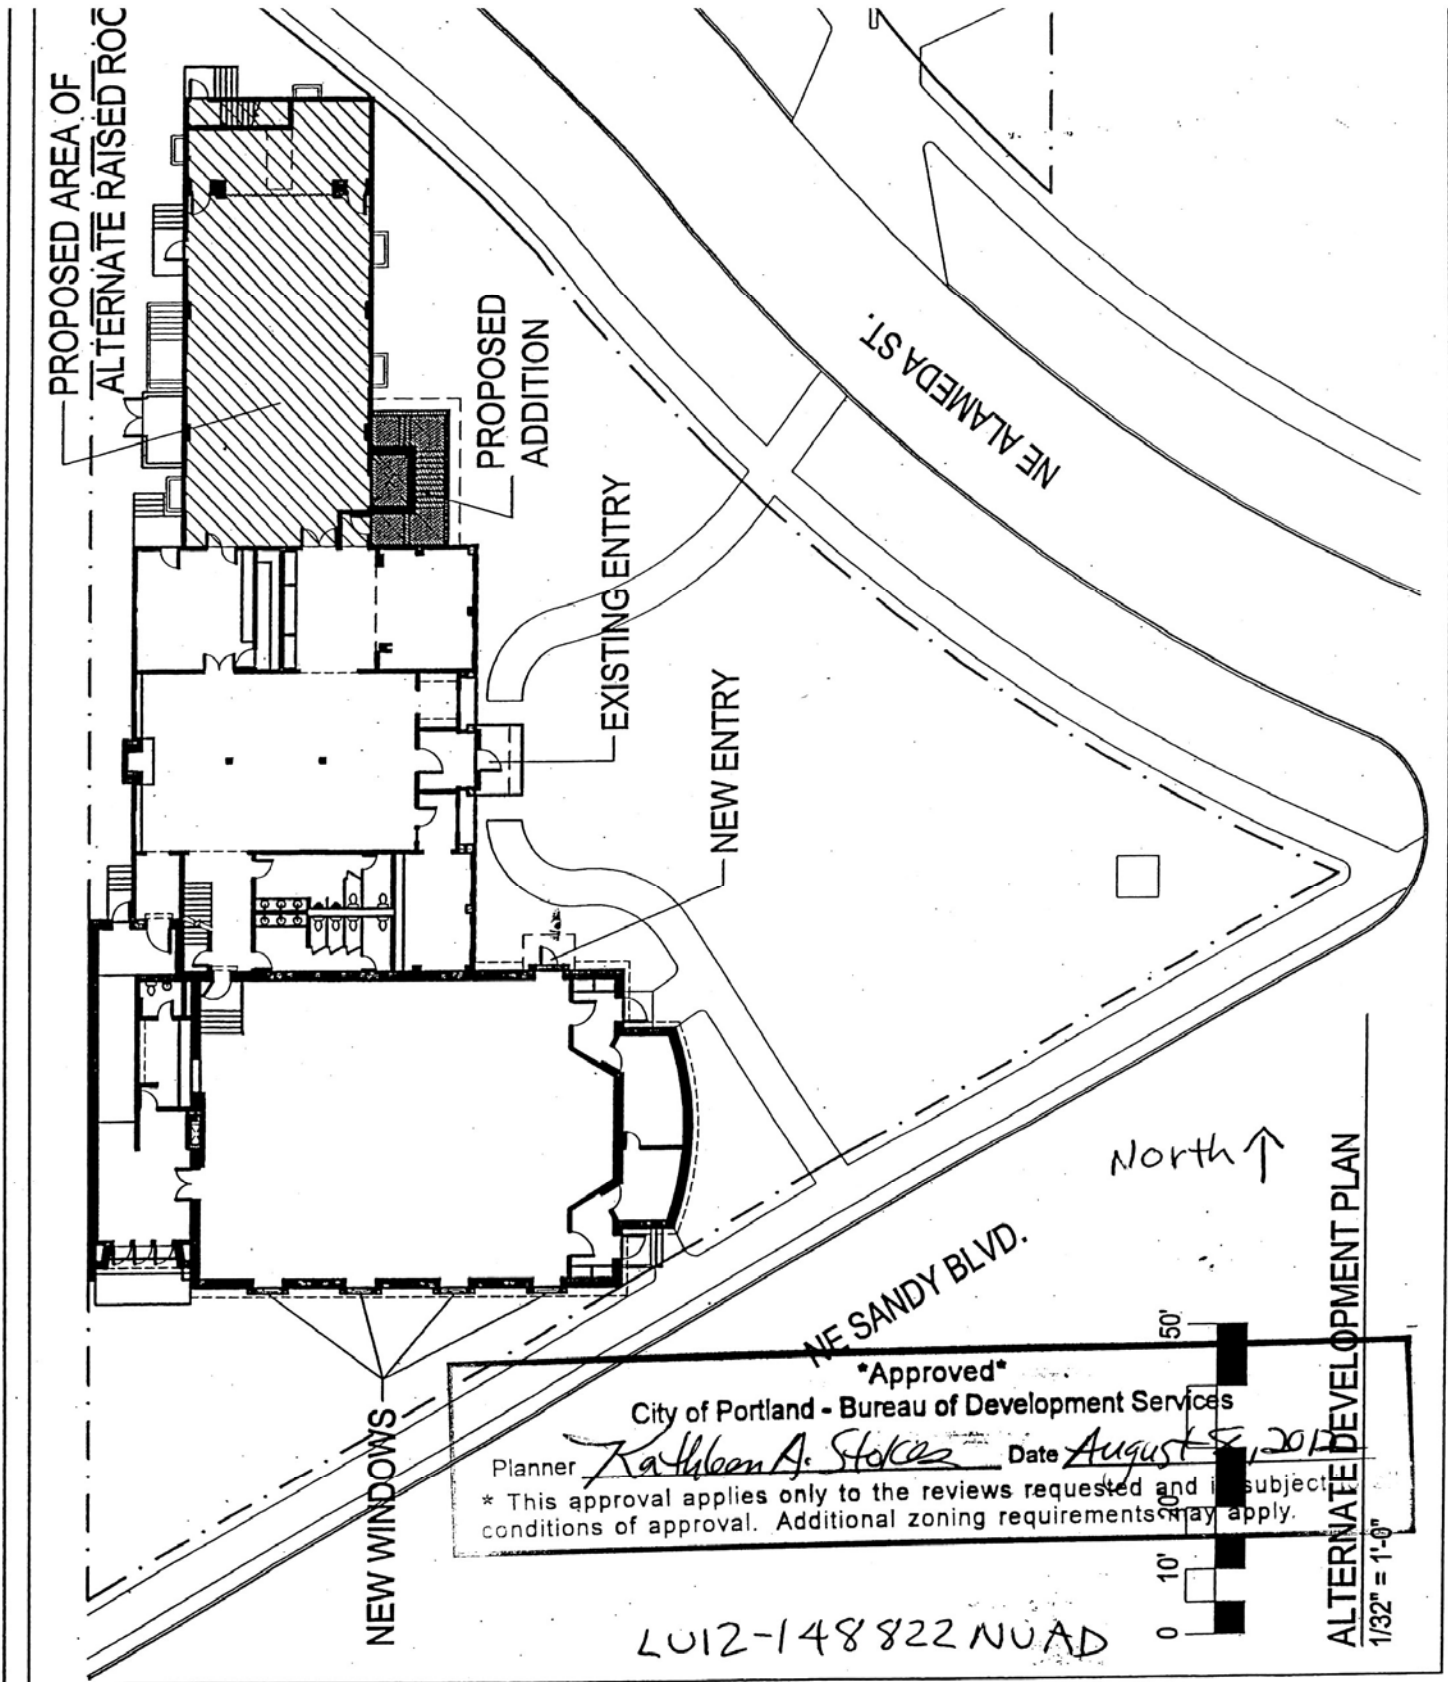 PROPOSED AREA OF
ALTERNATE RAISED ROO
PROPOSED
ADDITION
EXISTING ENTRY
NEW ENTRY
NE ALAMEDA ST.
North ↑
NE SANDY BLVD.
NEW WINDOWS
*Approved*
City of Portland - Bureau of Development Services
Planner Kathleen A. Stokes Date August 8, 2012
* This approval applies only to the reviews requested and is subject
conditions of approval. Additional zoning requirements may apply.
0 10' 20' 50'
LU12-148822 NUAD
ALTERNATE DEVELOPMENT PLAN
1/32" = 1'-0"